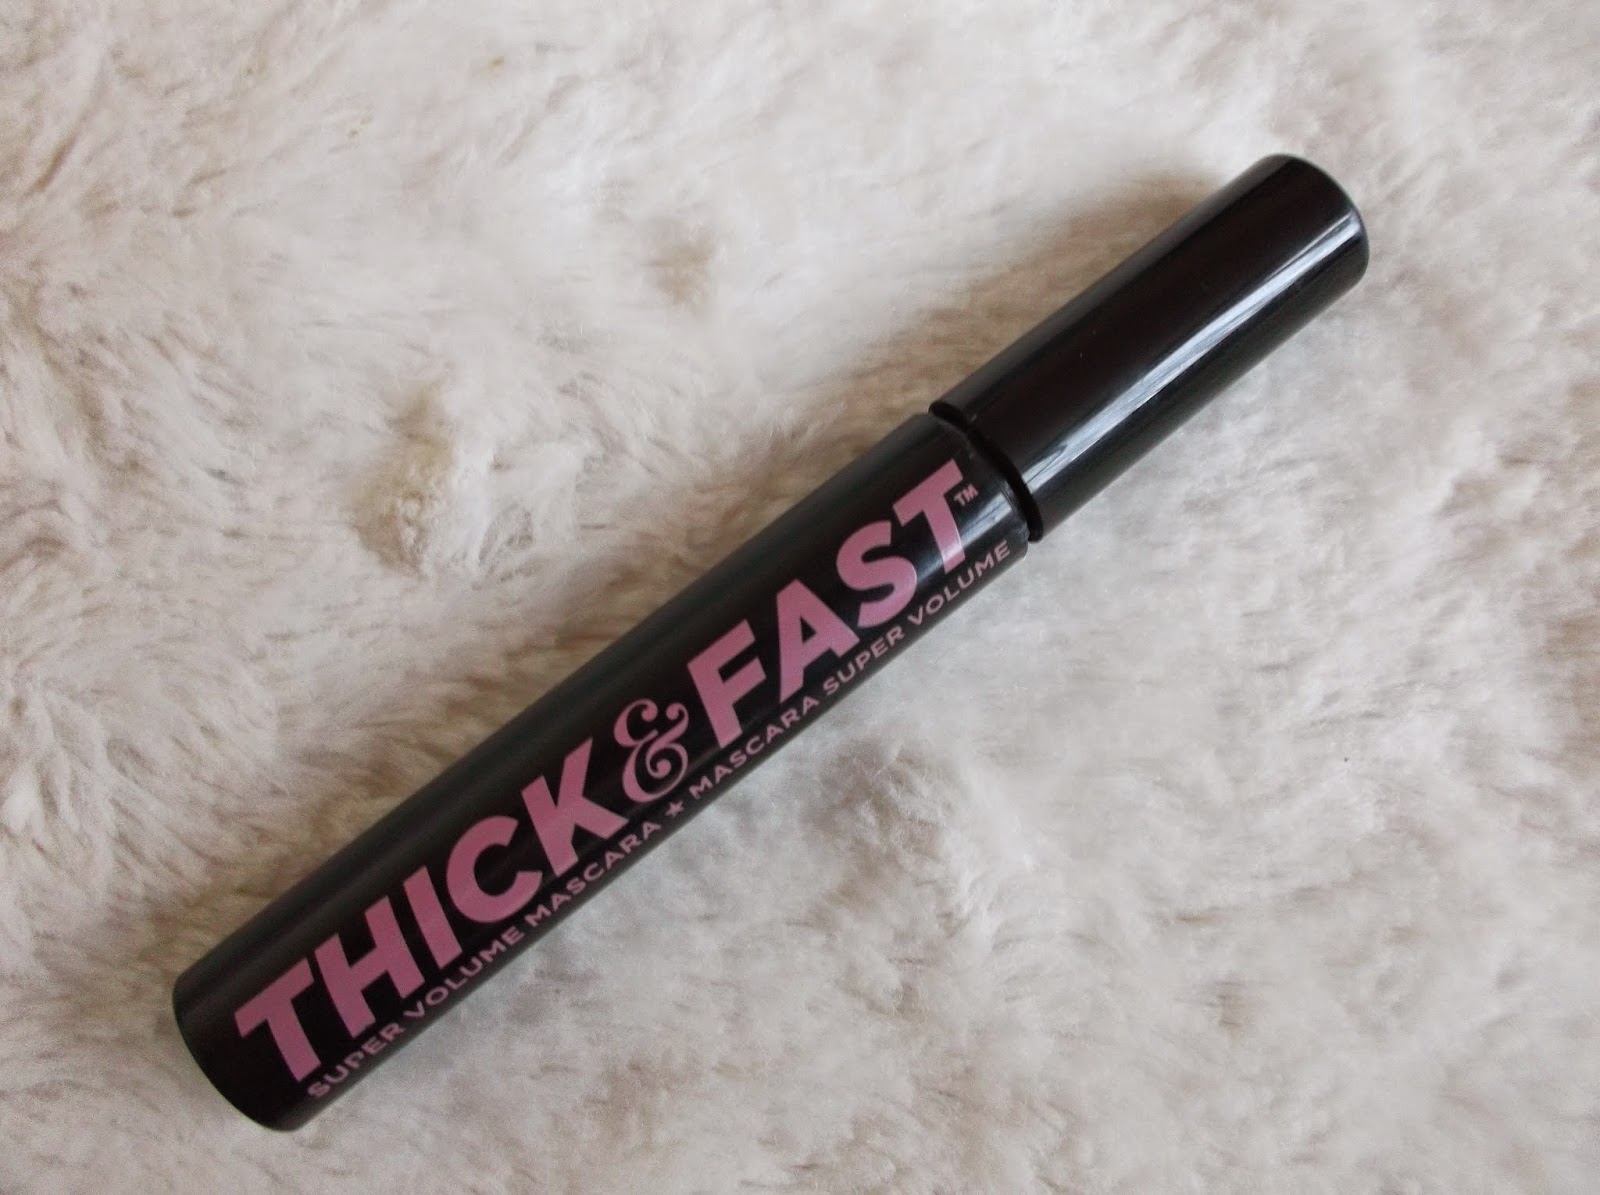 THICK & FAST™
SUPER VOLUME MASCARA ★ MASCARA SUPER VOLUME